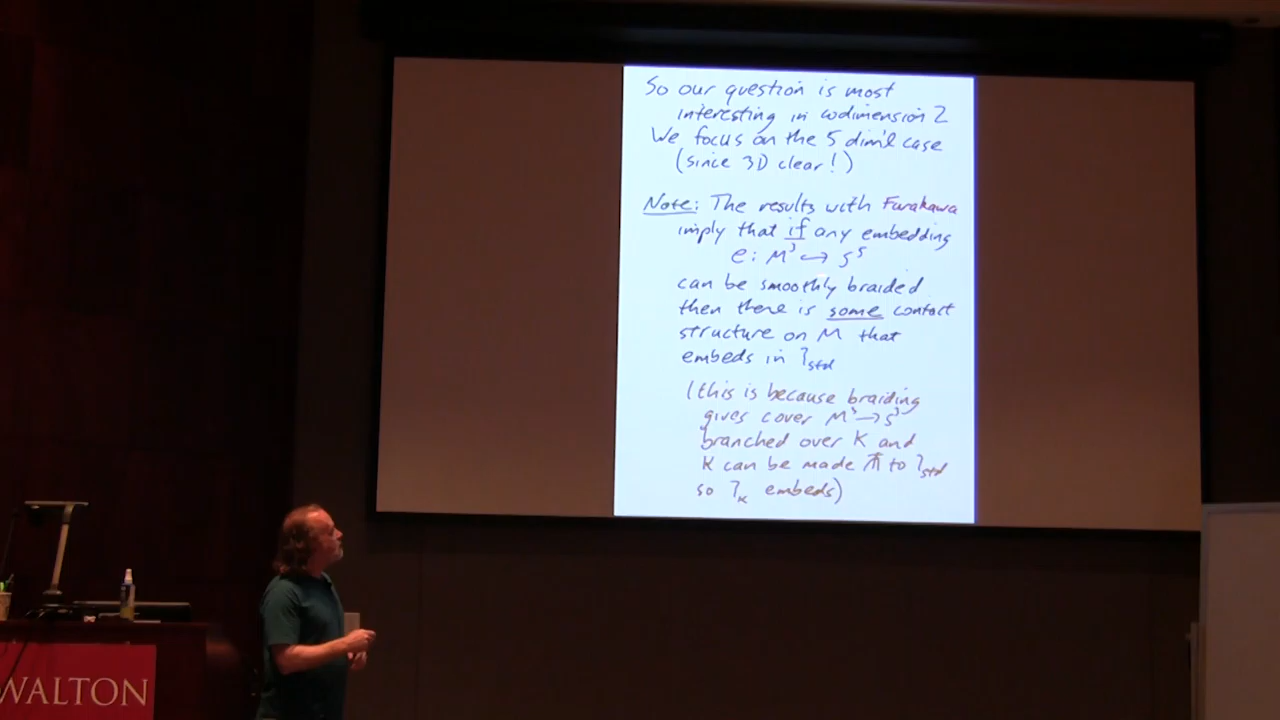 So our question is most
interesting in codimension 2
We focus on the 5 dim'l case
(since 3D clear!)
Note: The results with Furakawa
imply that if any embedding
e: M³ ↪ S⁵
can be smoothly braided
then there is some contact
structure on M that
embeds in ξ_std
(this is because braiding
gives cover M³ → S³
branched over K and
K can be made ⋔ to ξ_std
so ξ_K embeds)
WALTON